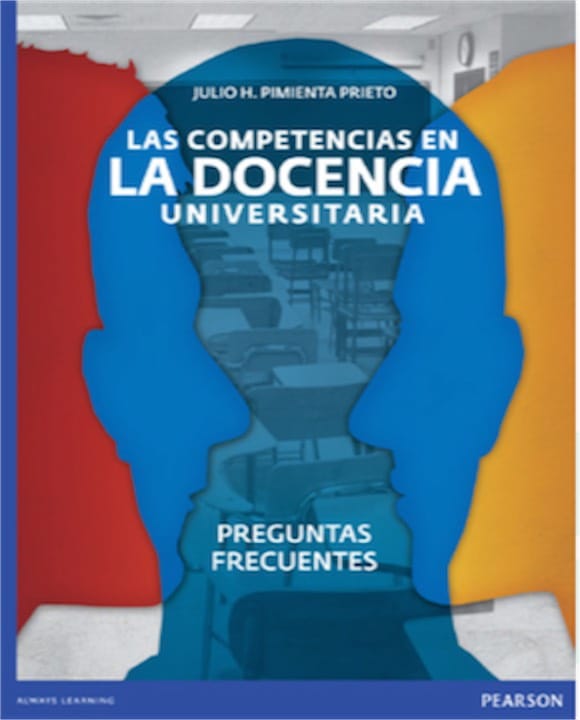 JULIO H. PIMIENTA PRIETO
LAS COMPETENCIAS EN
LA DOCENCIA
UNIVERSITARIA
PREGUNTAS
FRECUENTES
ALWAYS LEARNING
PEARSON